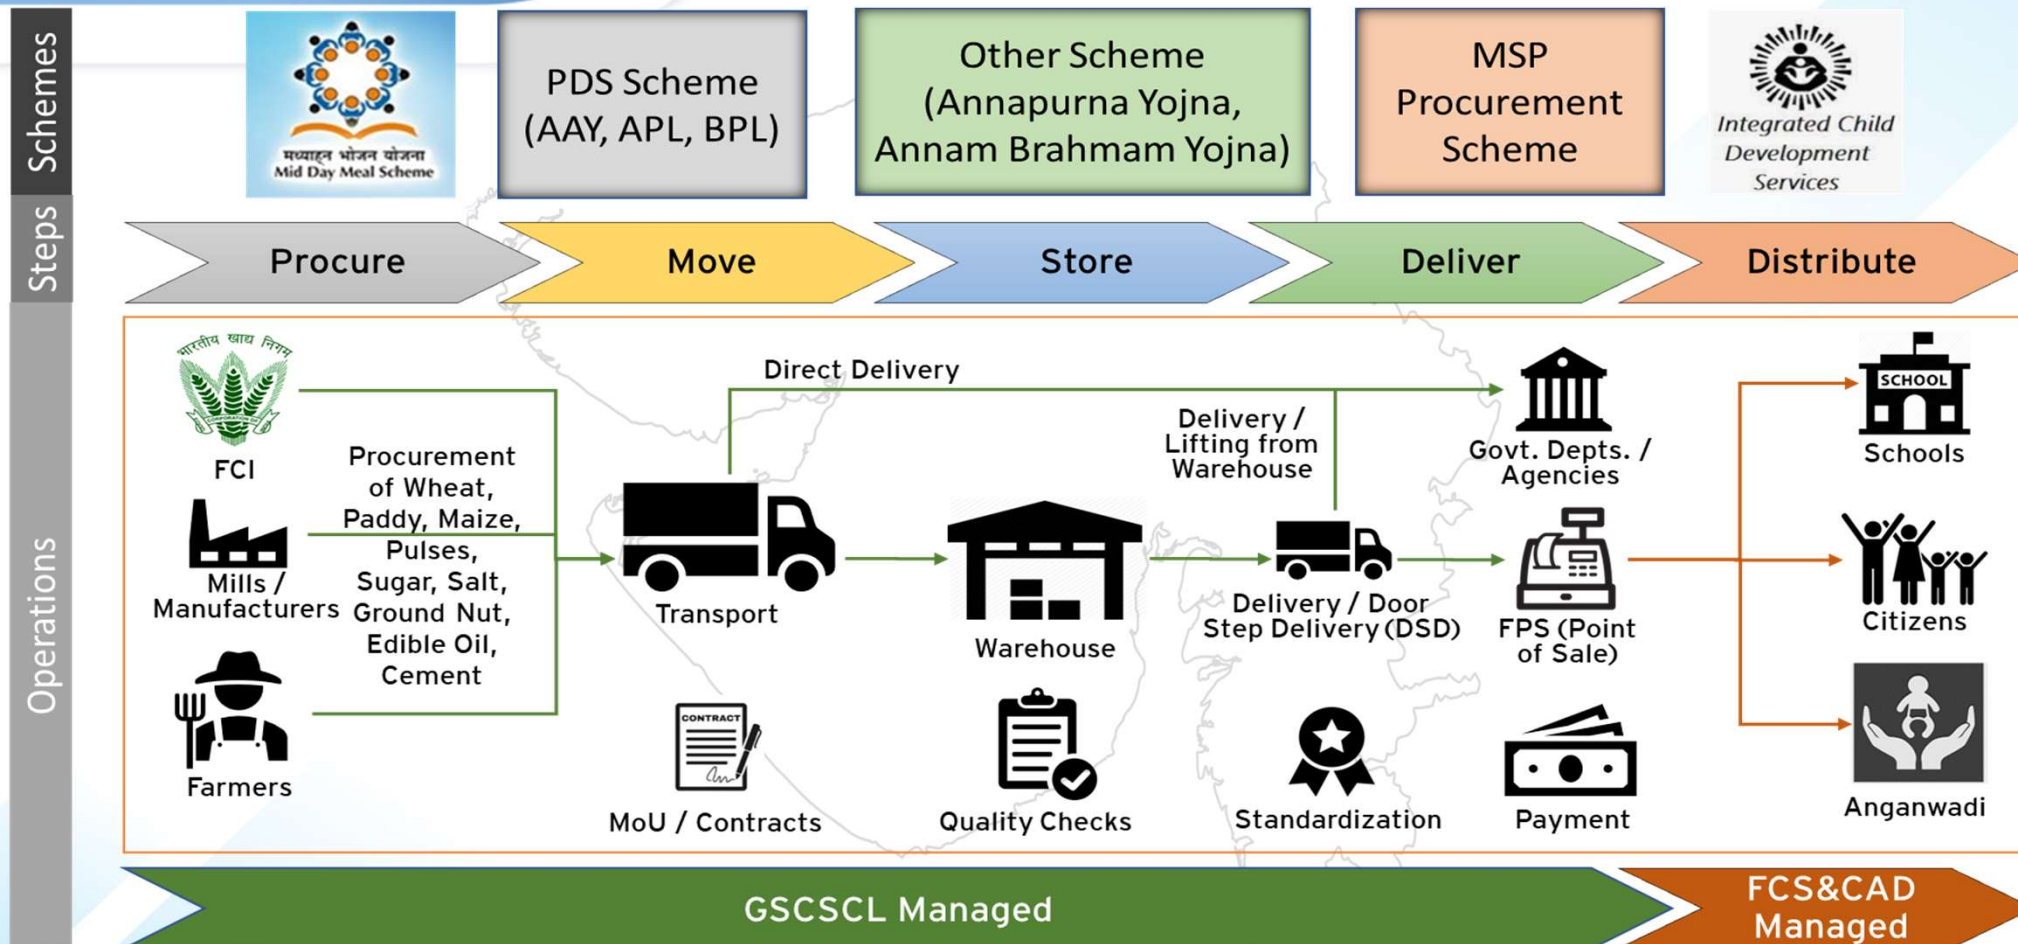 Schemes
मध्याह्न भोजन योजना
Mid Day Meal Scheme
PDS Scheme
(AAY, APL, BPL)
Other Scheme
(Annapurna Yojna,
Annam Brahmam Yojna)
MSP
Procurement
Scheme
Integrated Child
Development
Services
Steps
Procure
Move
Store
Deliver
Distribute
Operations
भारतीय खाद्य निगम
FCI
Mills /
Manufacturers
Farmers
Procurement
of Wheat,
Paddy, Maize,
Pulses,
Sugar, Salt,
Ground Nut,
Edible Oil,
Cement
Direct Delivery
Transport
Warehouse
Delivery /
Lifting from
Warehouse
Delivery / Door
Step Delivery (DSD)
Govt. Depts. /
Agencies
FPS (Point
of Sale)
SCHOOL
Schools
Citizens
Anganwadi
CONTRACT
MoU / Contracts
Quality Checks
Standardization
Payment
GSCSCL Managed
FCS&CAD
Managed